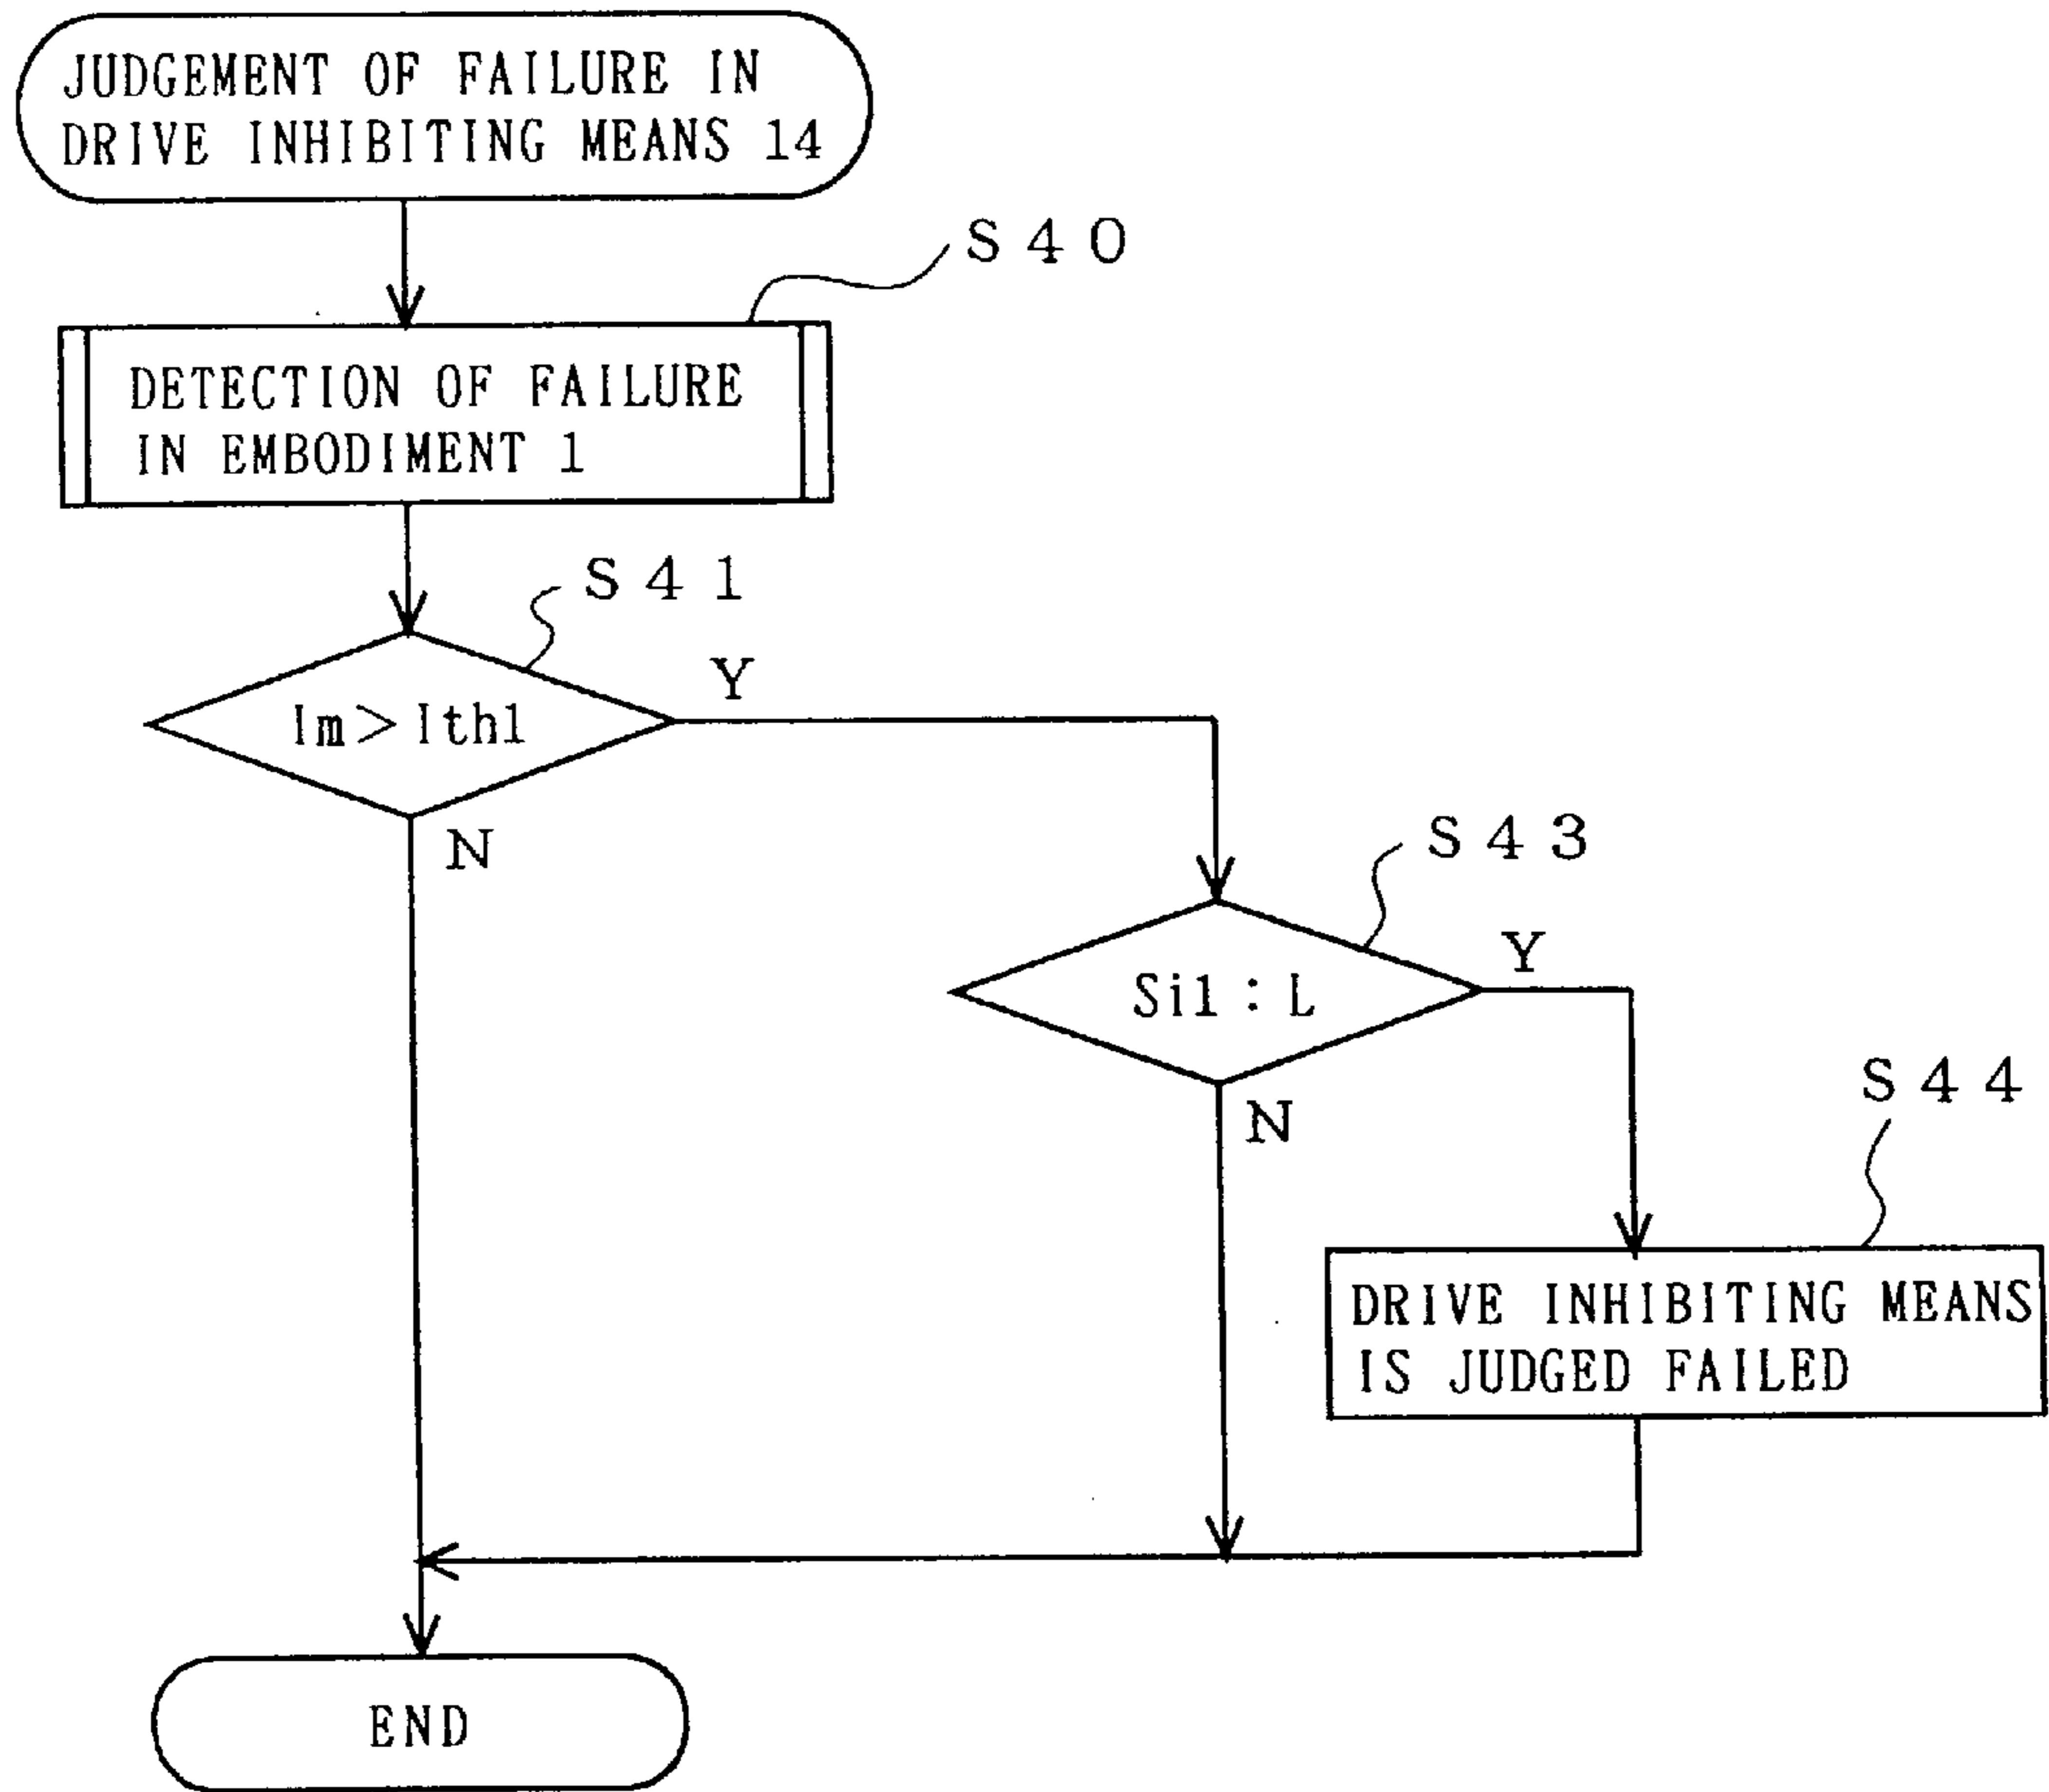 JUDGEMENT OF FAILURE IN
DRIVE INHIBITING MEANS 14
S40
DETECTION OF FAILURE
IN EMBODIMENT 1
S41
Im>Ith1
Y
N
S43
Si1:L
Y
N
S44
DRIVE INHIBITING MEANS
IS JUDGED FAILED
END